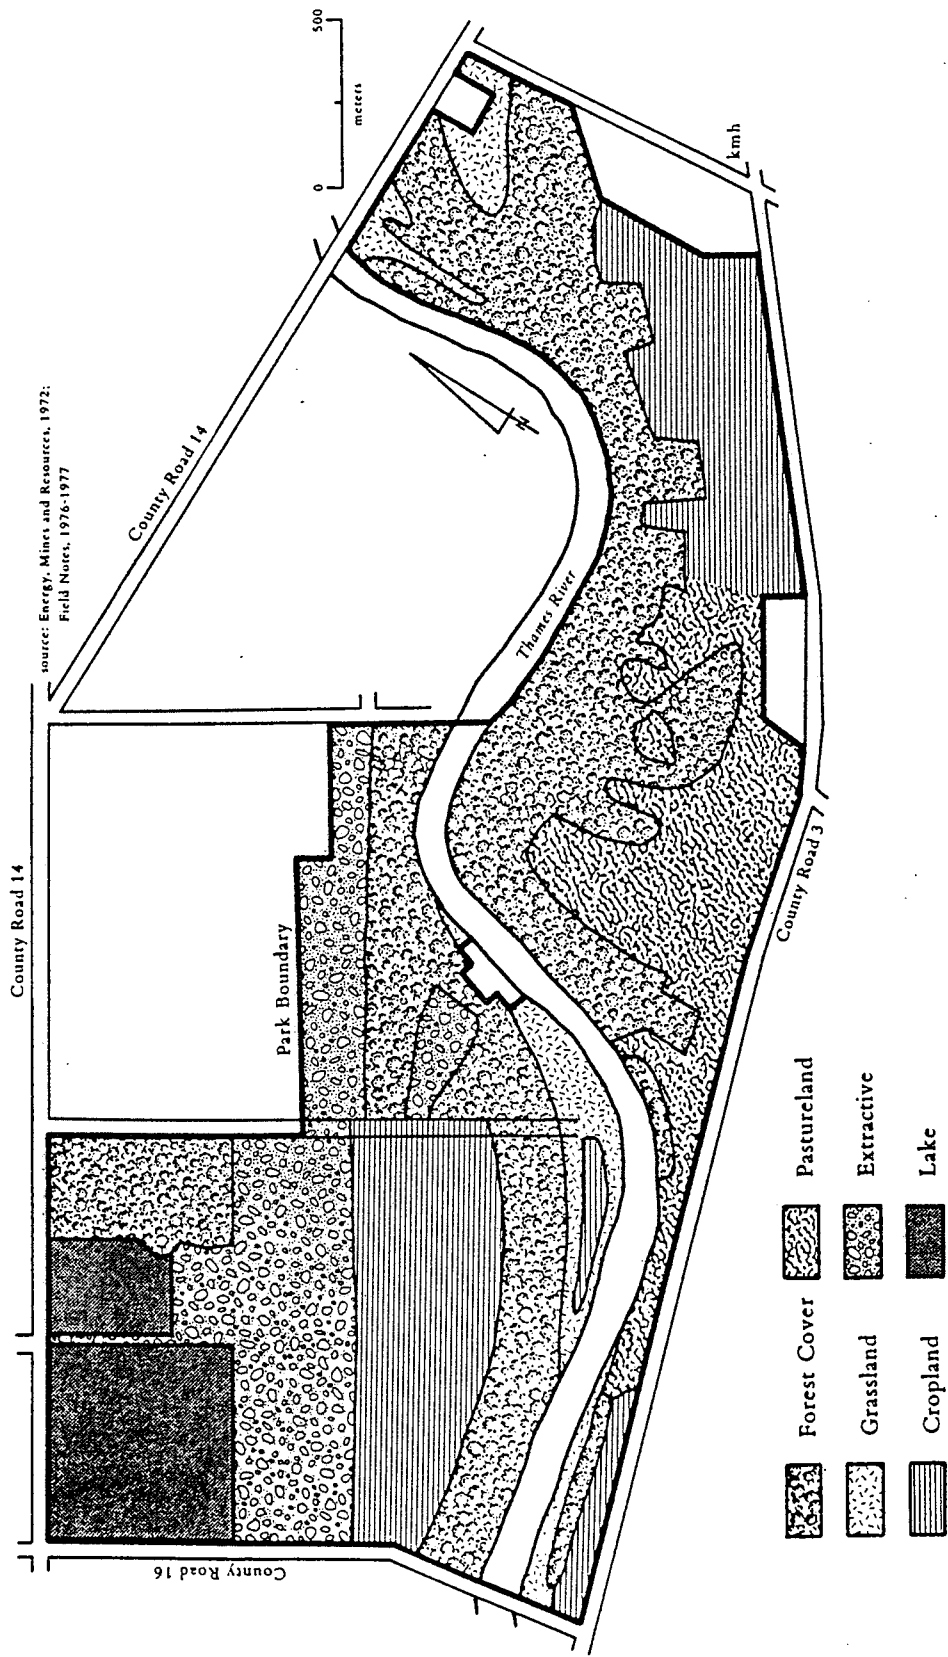 County Road 14
source: Energy, Mines and Resources, 1972;
Field Notes, 1976-1977
County Road 14
0
500
meters
N
Park Boundary
Thames River
kmh
County Road 16
County Road 37
Forest Cover
Pastureland
Grassland
Extractive
Cropland
Lake